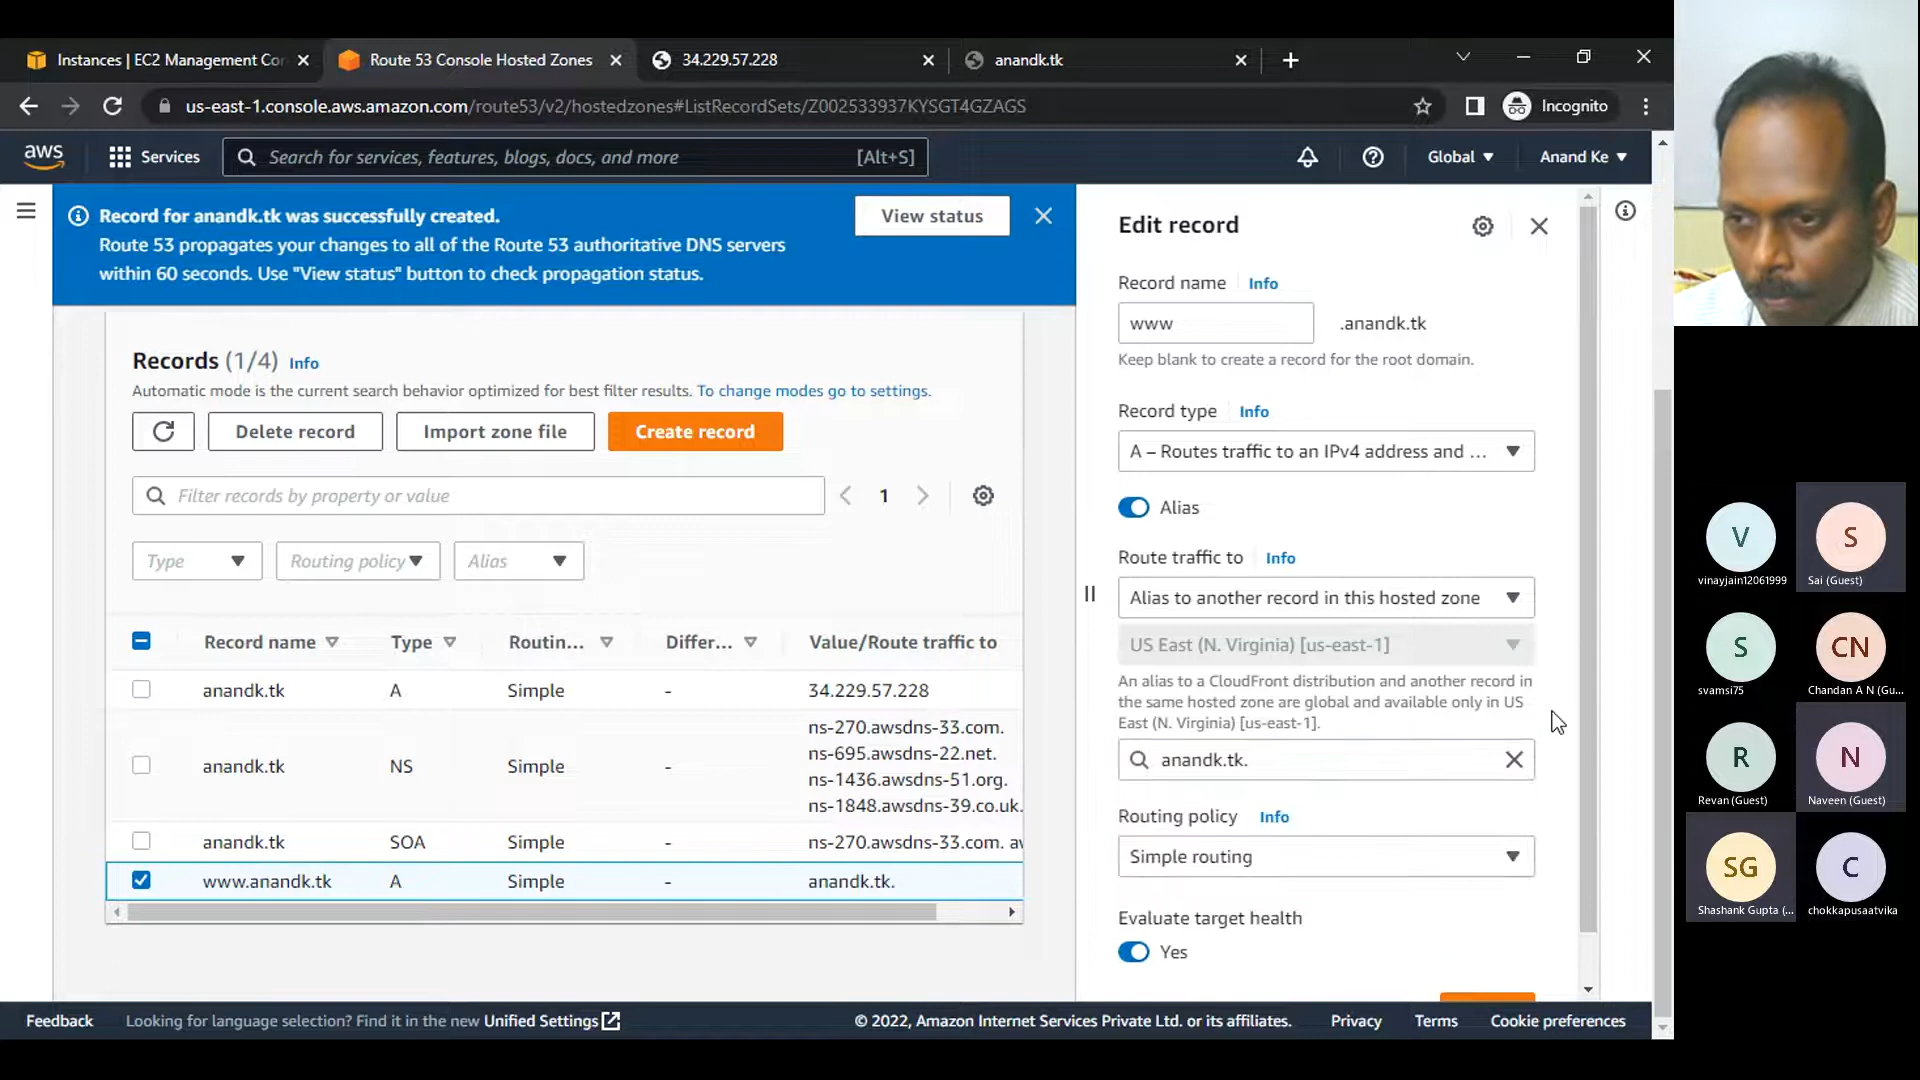 Instances | EC2 Management Cor
Route 53 Console Hosted Zones
34.229.57.228
anandk.tk
us-east-1.console.aws.amazon.com/route53/v2/hostedzones#ListRecordSets/Z002533937KYSGT4GZAGS
Incognito
aws
Services
Search for services, features, blogs, docs, and more
[Alt+S]
Global
Anand Ke
Record for anandk.tk was successfully created.
Route 53 propagates your changes to all of the Route 53 authoritative DNS servers
within 60 seconds. Use "View status" button to check propagation status.
View status
Records (1/4) Info
Automatic mode is the current search behavior optimized for best filter results. To change modes go to settings.
Delete record
Import zone file
Create record
Filter records by property or value
1
Type
Routing policy
Alias
Record name
Type
Routin...
Differ...
Value/Route traffic to
anandk.tk
A
Simple
-
34.229.57.228
anandk.tk
NS
Simple
-
ns-270.awsdns-33.com.
ns-695.awsdns-22.net.
ns-1436.awsdns-51.org.
ns-1848.awsdns-39.co.uk.
anandk.tk
SOA
Simple
-
ns-270.awsdns-33.com. a
www.anandk.tk
A
Simple
-
anandk.tk.
Edit record
Record name Info
www
.anandk.tk
Keep blank to create a record for the root domain.
Record type Info
A – Routes traffic to an IPv4 address and ...
Alias
Route traffic to Info
Alias to another record in this hosted zone
US East (N. Virginia) [us-east-1]
An alias to a CloudFront distribution and another record in
the same hosted zone are global and available only in US
East (N. Virginia) [us-east-1].
anandk.tk.
Routing policy Info
Simple routing
Evaluate target health
Yes
Feedback
Looking for language selection? Find it in the new Unified Settings
© 2022, Amazon Internet Services Private Ltd. or its affiliates.
Privacy
Terms
Cookie preferences
V
vinayjain12061999
S
Sai (Guest)
S
svamsi75
CN
Chandan A N (Gu...
R
Revan (Guest)
N
Naveen (Guest)
SG
Shashank Gupta (...
C
chokkapusaatvika